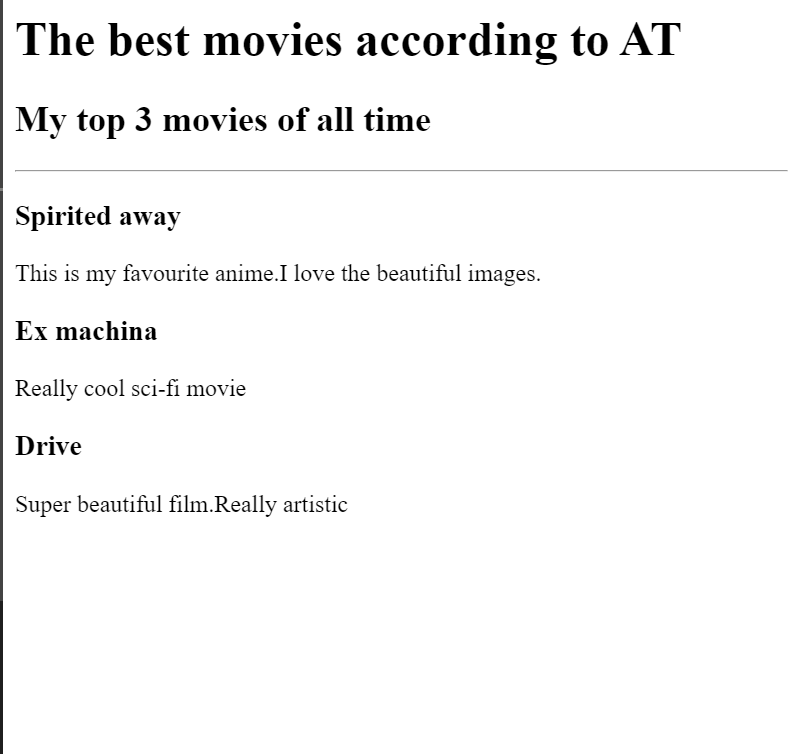 The best movies according to AT
My top 3 movies of all time
Spirited away
This is my favourite anime.I love the beautiful images.
Ex machina
Really cool sci-fi movie
Drive
Super beautiful film.Really artistic